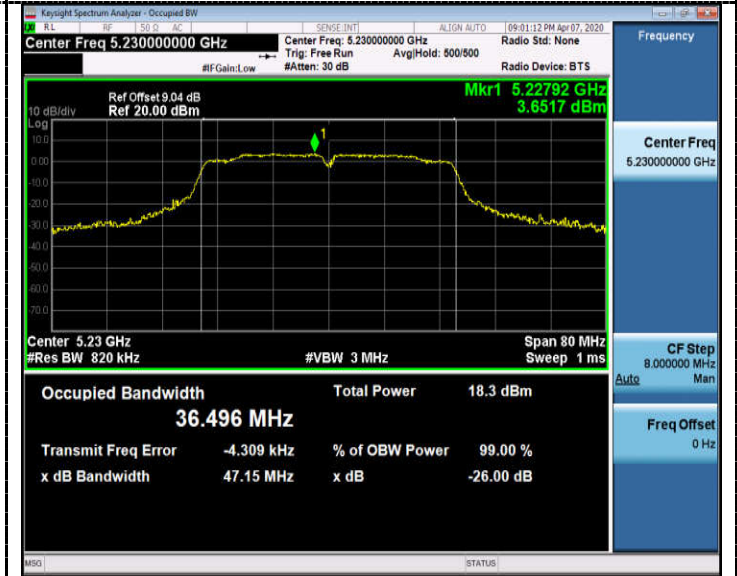 Keysight Spectrum Analyzer - Occupied BW
RL RF 50 Ω AC SENSE:INT ALIGN AUTO 09:01:12 PM Apr 07, 2020
Center Freq 5.230000000 GHz
Center Freq: 5.230000000 GHz
Radio Std: None
Trig: Free Run Avg|Hold: 500/500
#IFGain:Low
#Atten: 30 dB
Radio Device: BTS
Frequency
Mkr1 5.22792 GHz
3.6517 dBm
Ref Offset 9.04 dB
10 dB/div Ref 20.00 dBm
Log
10.0
0.00
-10.0
-20.0
-30.0
-40.0
-50.0
-60.0
-70.0
1
Center 5.23 GHz
Span 80 MHz
#Res BW 820 kHz
#VBW 3 MHz
Sweep 1 ms
Occupied Bandwidth
36.496 MHz
Total Power 18.3 dBm
Transmit Freq Error -4.309 kHz
% of OBW Power 99.00 %
x dB Bandwidth 47.15 MHz
x dB -26.00 dB
Center Freq
5.230000000 GHz
CF Step
8.000000 MHz
Auto Man
Freq Offset
0 Hz
MSG
STATUS